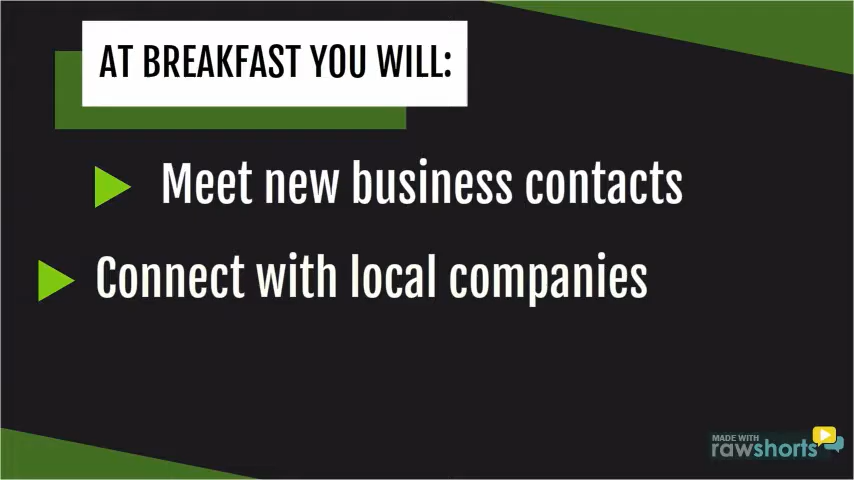 AT BREAKFAST YOU WILL:
Meet new business contacts
Connect with local companies
MADE WITH
rawshorts